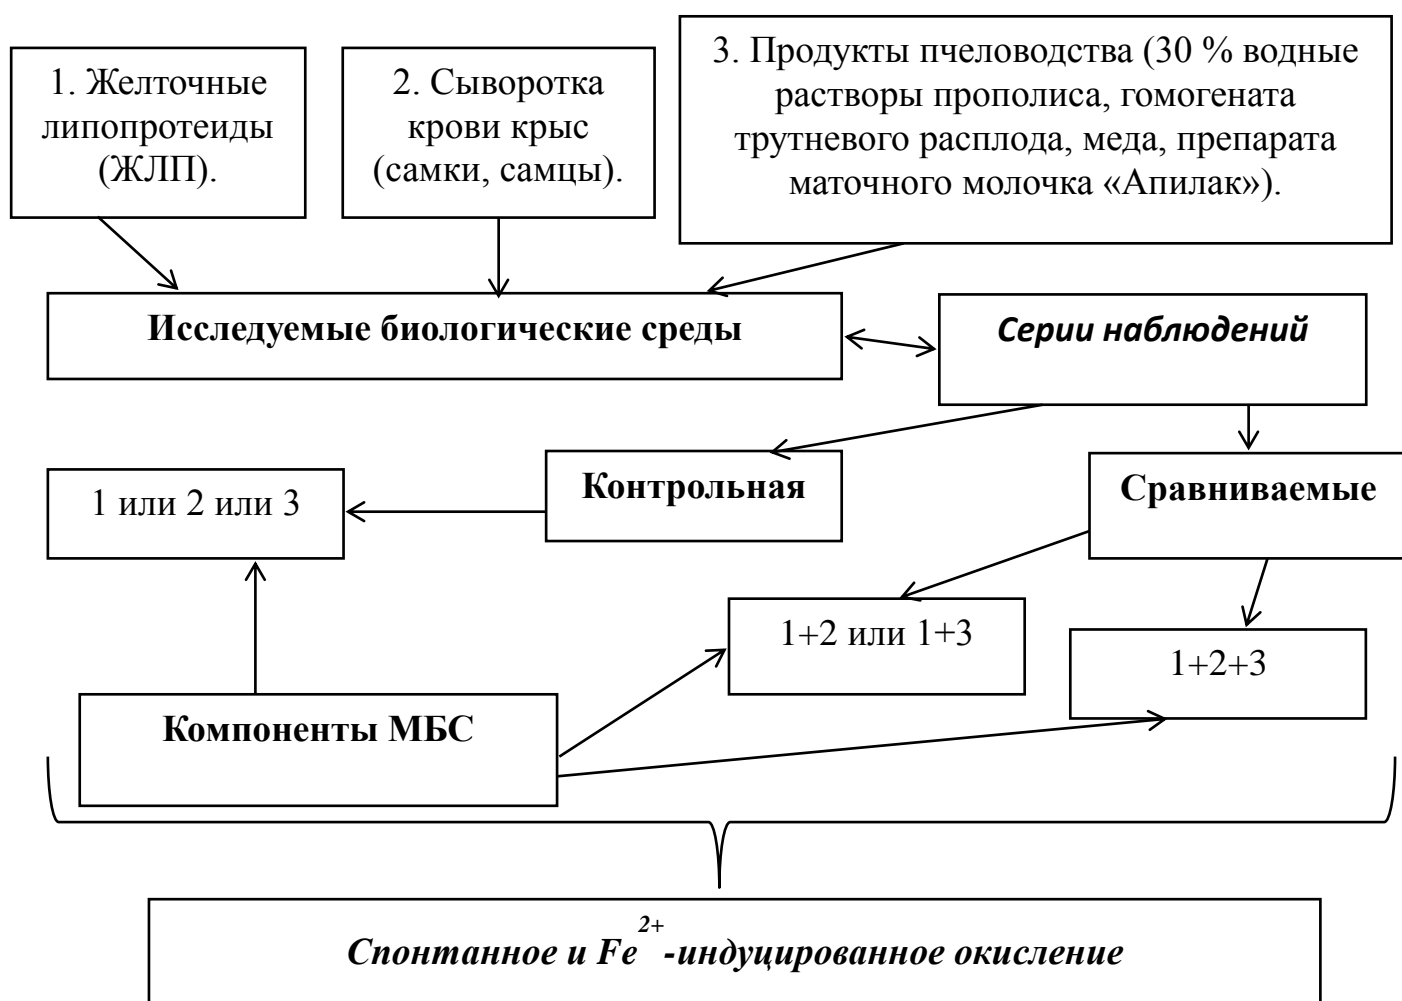 1. Желточные
липопротеиды
(ЖЛП).
2. Сыворотка
крови крыс
(самки, самцы).
3. Продукты пчеловодства (30 % водные
растворы прополиса, гомогената
трутневого расплода, меда, препарата
маточного молочка «Апилак»).
Исследуемые биологические среды
Серии наблюдений
1 или 2 или 3
Контрольная
Сравниваемые
1+2 или 1+3
1+2+3
Компоненты МБС
Спонтанное и Fe²⁺-индуцированное окисление